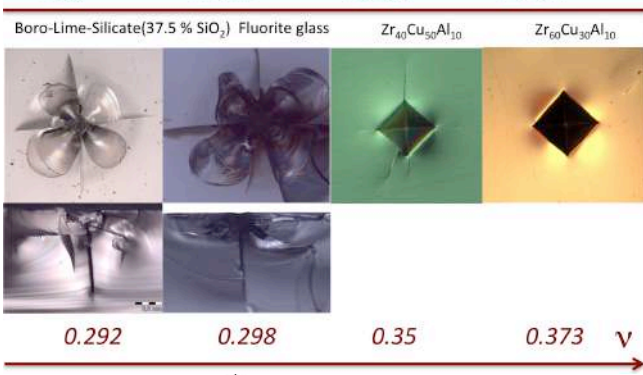 Boro-Lime-Silicate(37.5 % SiO₂) Fluorite glass Zr₄₀Cu₅₀Al₁₀ Zr₆₀Cu₃₀Al₁₀
0.292 0.298 0.35 0.373 ν